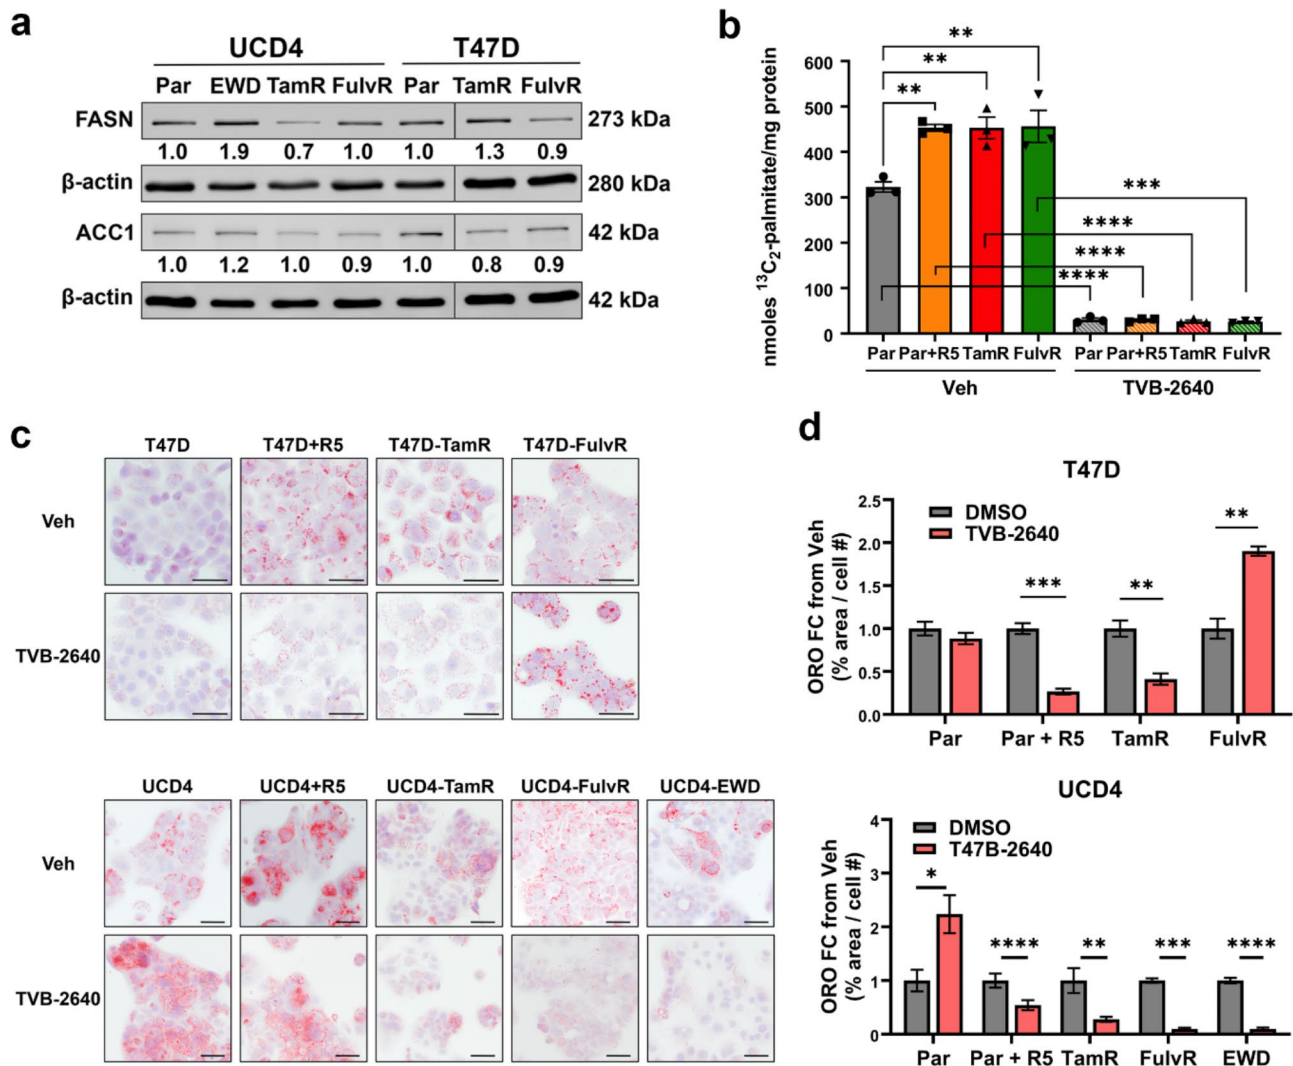 a
UCD4 T47D
Par EWD TamR FulvR Par TamR FulvR
FASN 273 kDa
1.0 1.9 0.7 1.0 1.0 1.3 0.9
β-actin 280 kDa
ACC1 42 kDa
1.0 1.2 1.0 0.9 1.0 0.8 0.9
β-actin 42 kDa
b
nmoles ¹³C₂-palmitate/mg protein
600
500
400
300
200
100
0
**
**
**
***
****
****
****
Par Par+R5 TamR FulvR Par Par+R5 TamR FulvR
Veh TVB-2640
c
T47D T47D+R5 T47D-TamR T47D-FulvR
Veh
TVB-2640
UCD4 UCD4+R5 UCD4-TamR UCD4-FulvR UCD4-EWD
Veh
TVB-2640
d
T47D
ORO FC from Veh
(% area / cell #)
2.5
2.0
1.5
1.0
0.5
0.0
DMSO
TVB-2640
*** ** **
Par Par + R5 TamR FulvR
UCD4
ORO FC from Veh
(% area / cell #)
4
3
2
1
0
DMSO
T47B-2640
* **** ** *** ****
Par Par + R5 TamR FulvR EWD